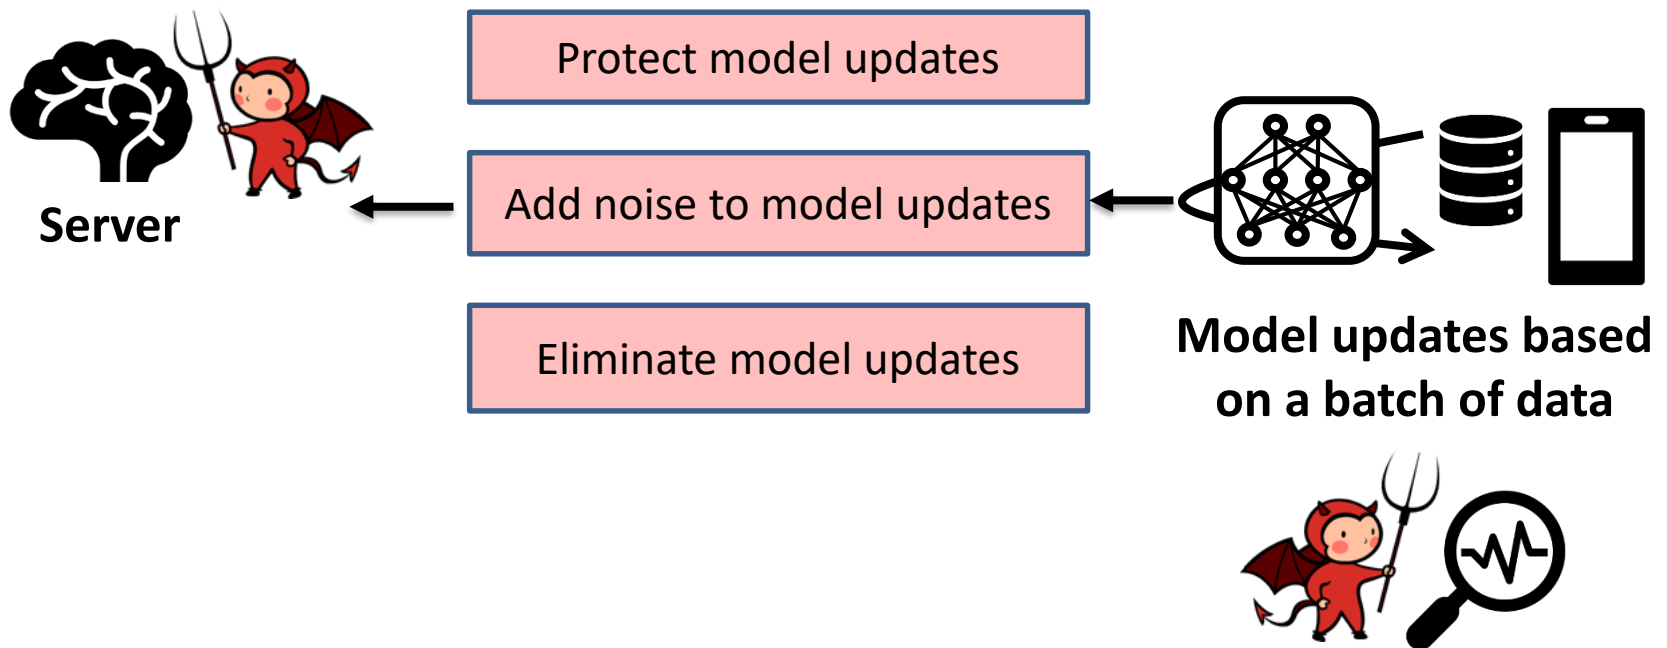 Protect model updates
Add noise to model updates
Server
Eliminate model updates
Model updates based
on a batch of data